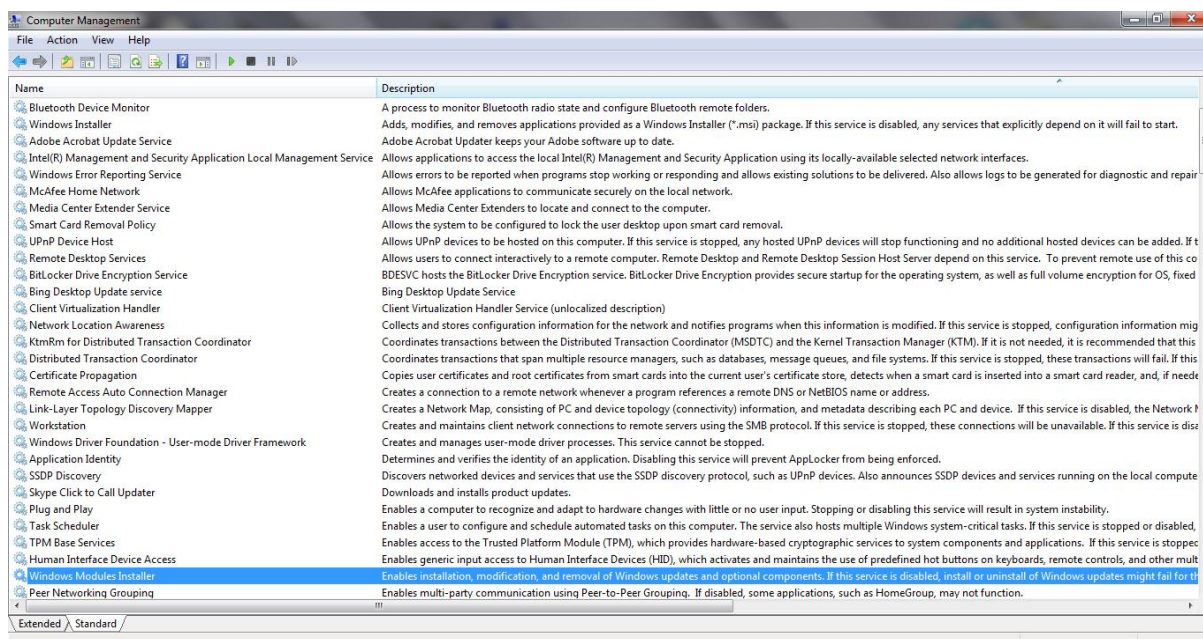 Computer Management
File Action View Help
Name Description
Bluetooth Device Monitor A process to monitor Bluetooth radio state and configure Bluetooth remote folders.
Windows Installer Adds, modifies, and removes applications provided as a Windows Installer (*.msi) package. If this service is disabled, any services that explicitly depend on it will fail to start.
Adobe Acrobat Update Service Adobe Acrobat Updater keeps your Adobe software up to date.
Intel(R) Management and Security Application Local Management Service Allows applications to access the local Intel(R) Management and Security Application using its locally-available selected network interfaces.
Windows Error Reporting Service Allows errors to be reported when programs stop working or responding and allows existing solutions to be delivered. Also allows logs to be generated for diagnostic and repair
McAfee Home Network Allows McAfee applications to communicate securely on the local network.
Media Center Extender Service Allows Media Center Extenders to locate and connect to the computer.
Smart Card Removal Policy Allows the system to be configured to lock the user desktop upon smart card removal.
UPnP Device Host Allows UPnP devices to be hosted on this computer. If this service is stopped, any hosted UPnP devices will stop functioning and no additional hosted devices can be added. If t
Remote Desktop Services Allows users to connect interactively to a remote computer. Remote Desktop and Remote Desktop Session Host Server depend on this service. To prevent remote use of this co
BitLocker Drive Encryption Service BDESVC hosts the BitLocker Drive Encryption service. BitLocker Drive Encryption provides secure startup for the operating system, as well as full volume encryption for OS, fixed
Bing Desktop Update service Bing Desktop Update Service
Client Virtualization Handler Client Virtualization Handler Service (unlocalized description)
Network Location Awareness Collects and stores configuration information for the network and notifies programs when this information is modified. If this service is stopped, configuration information mig
KtmRm for Distributed Transaction Coordinator Coordinates transactions between the Distributed Transaction Coordinator (MSDTC) and the Kernel Transaction Manager (KTM). If it is not needed, it is recommended that this
Distributed Transaction Coordinator Coordinates transactions that span multiple resource managers, such as databases, message queues, and file systems. If this service is stopped, these transactions will fail. If this
Certificate Propagation Copies user certificates and root certificates from smart cards into the current user's certificate store, detects when a smart card is inserted into a smart card reader, and, if neede
Remote Access Auto Connection Manager Creates a connection to a remote network whenever a program references a remote DNS or NetBIOS name or address.
Link-Layer Topology Discovery Mapper Creates a Network Map, consisting of PC and device topology (connectivity) information, and metadata describing each PC and device. If this service is disabled, the Network
Workstation Creates and maintains client network connections to remote servers using the SMB protocol. If this service is stopped, these connections will be unavailable. If this service is disa
Windows Driver Foundation - User-mode Driver Framework Creates and manages user-mode driver processes. This service cannot be stopped.
Application Identity Determines and verifies the identity of an application. Disabling this service will prevent AppLocker from being enforced.
SSDP Discovery Discovers networked devices and services that use the SSDP discovery protocol, such as UPnP devices. Also announces SSDP devices and services running on the local compute
Skype Click to Call Updater Downloads and installs product updates.
Plug and Play Enables a computer to recognize and adapt to hardware changes with little or no user input. Stopping or disabling this service will result in system instability.
Task Scheduler Enables a user to configure and schedule automated tasks on this computer. The service also hosts multiple Windows system-critical tasks. If this service is stopped or disabled,
TPM Base Services Enables access to the Trusted Platform Module (TPM), which provides hardware-based cryptographic services to system components and applications. If this service is stopped
Human Interface Device Access Enables generic input access to Human Interface Devices (HID), which activates and maintains the use of predefined hot buttons on keyboards, remote controls, and other mult
Windows Modules Installer Enables installation, modification, and removal of Windows updates and optional components. If this service is disabled, install or uninstall of Windows updates might fail for th
Peer Networking Grouping Enables multi-party communication using Peer-to-Peer Grouping. If disabled, some applications, such as HomeGroup, may not function.
Extended Standard